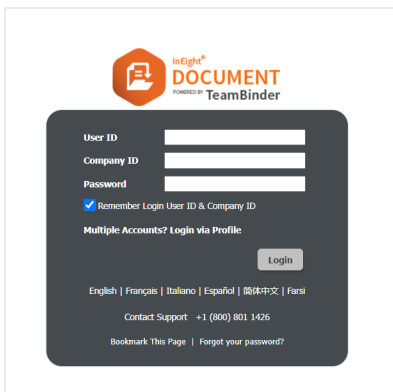 InEight®
DOCUMENT
POWERED BY TeamBinder
User ID
Company ID
Password
Remember Login User ID & Company ID
Multiple Accounts? Login via Profile
Login
English | Français | Italiano | Español | 简体中文 | Farsi
Contact Support +1 (800) 801 1426
Bookmark This Page | Forgot your password?